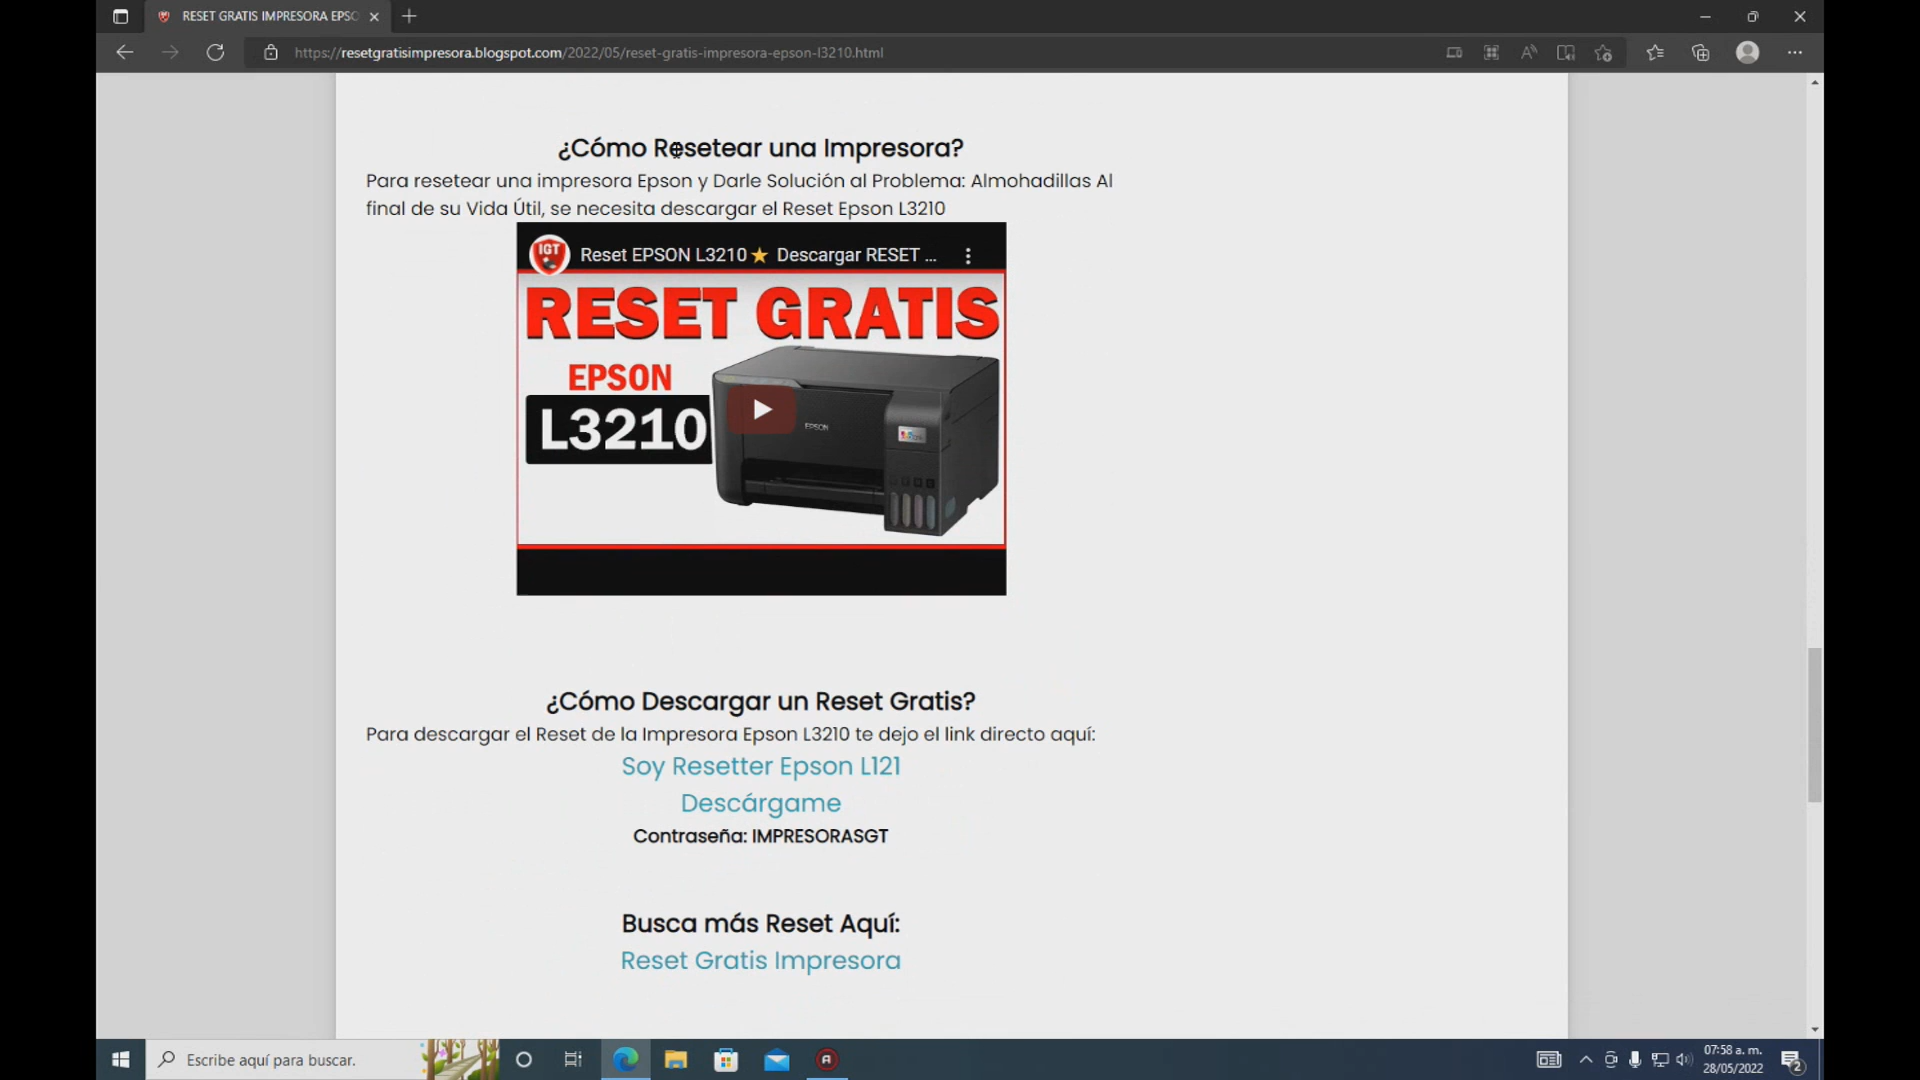 RESET GRATIS IMPRESORA EPSO
https://resetgratisimpresora.blogspot.com/2022/05/reset-gratis-impresora-epson-l3210.html
¿Cómo Resetear una Impresora?
Para resetear una impresora Epson y Darle Solución al Problema: Almohadillas Al
final de su Vida Útil, se necesita descargar el Reset Epson L3210
IGT
Reset EPSON L3210 ⭐ Descargar RESET ...
RESET GRATIS
EPSON
L3210
EPSON
¿Cómo Descargar un Reset Gratis?
Para descargar el Reset de la Impresora Epson L3210 te dejo el link directo aquí:
Soy Resetter Epson L121
Descárgame
Contraseña: IMPRESORASGT
Busca más Reset Aquí:
Reset Gratis Impresora
Escribe aquí para buscar.
07:58 a. m.
28/05/2022
2